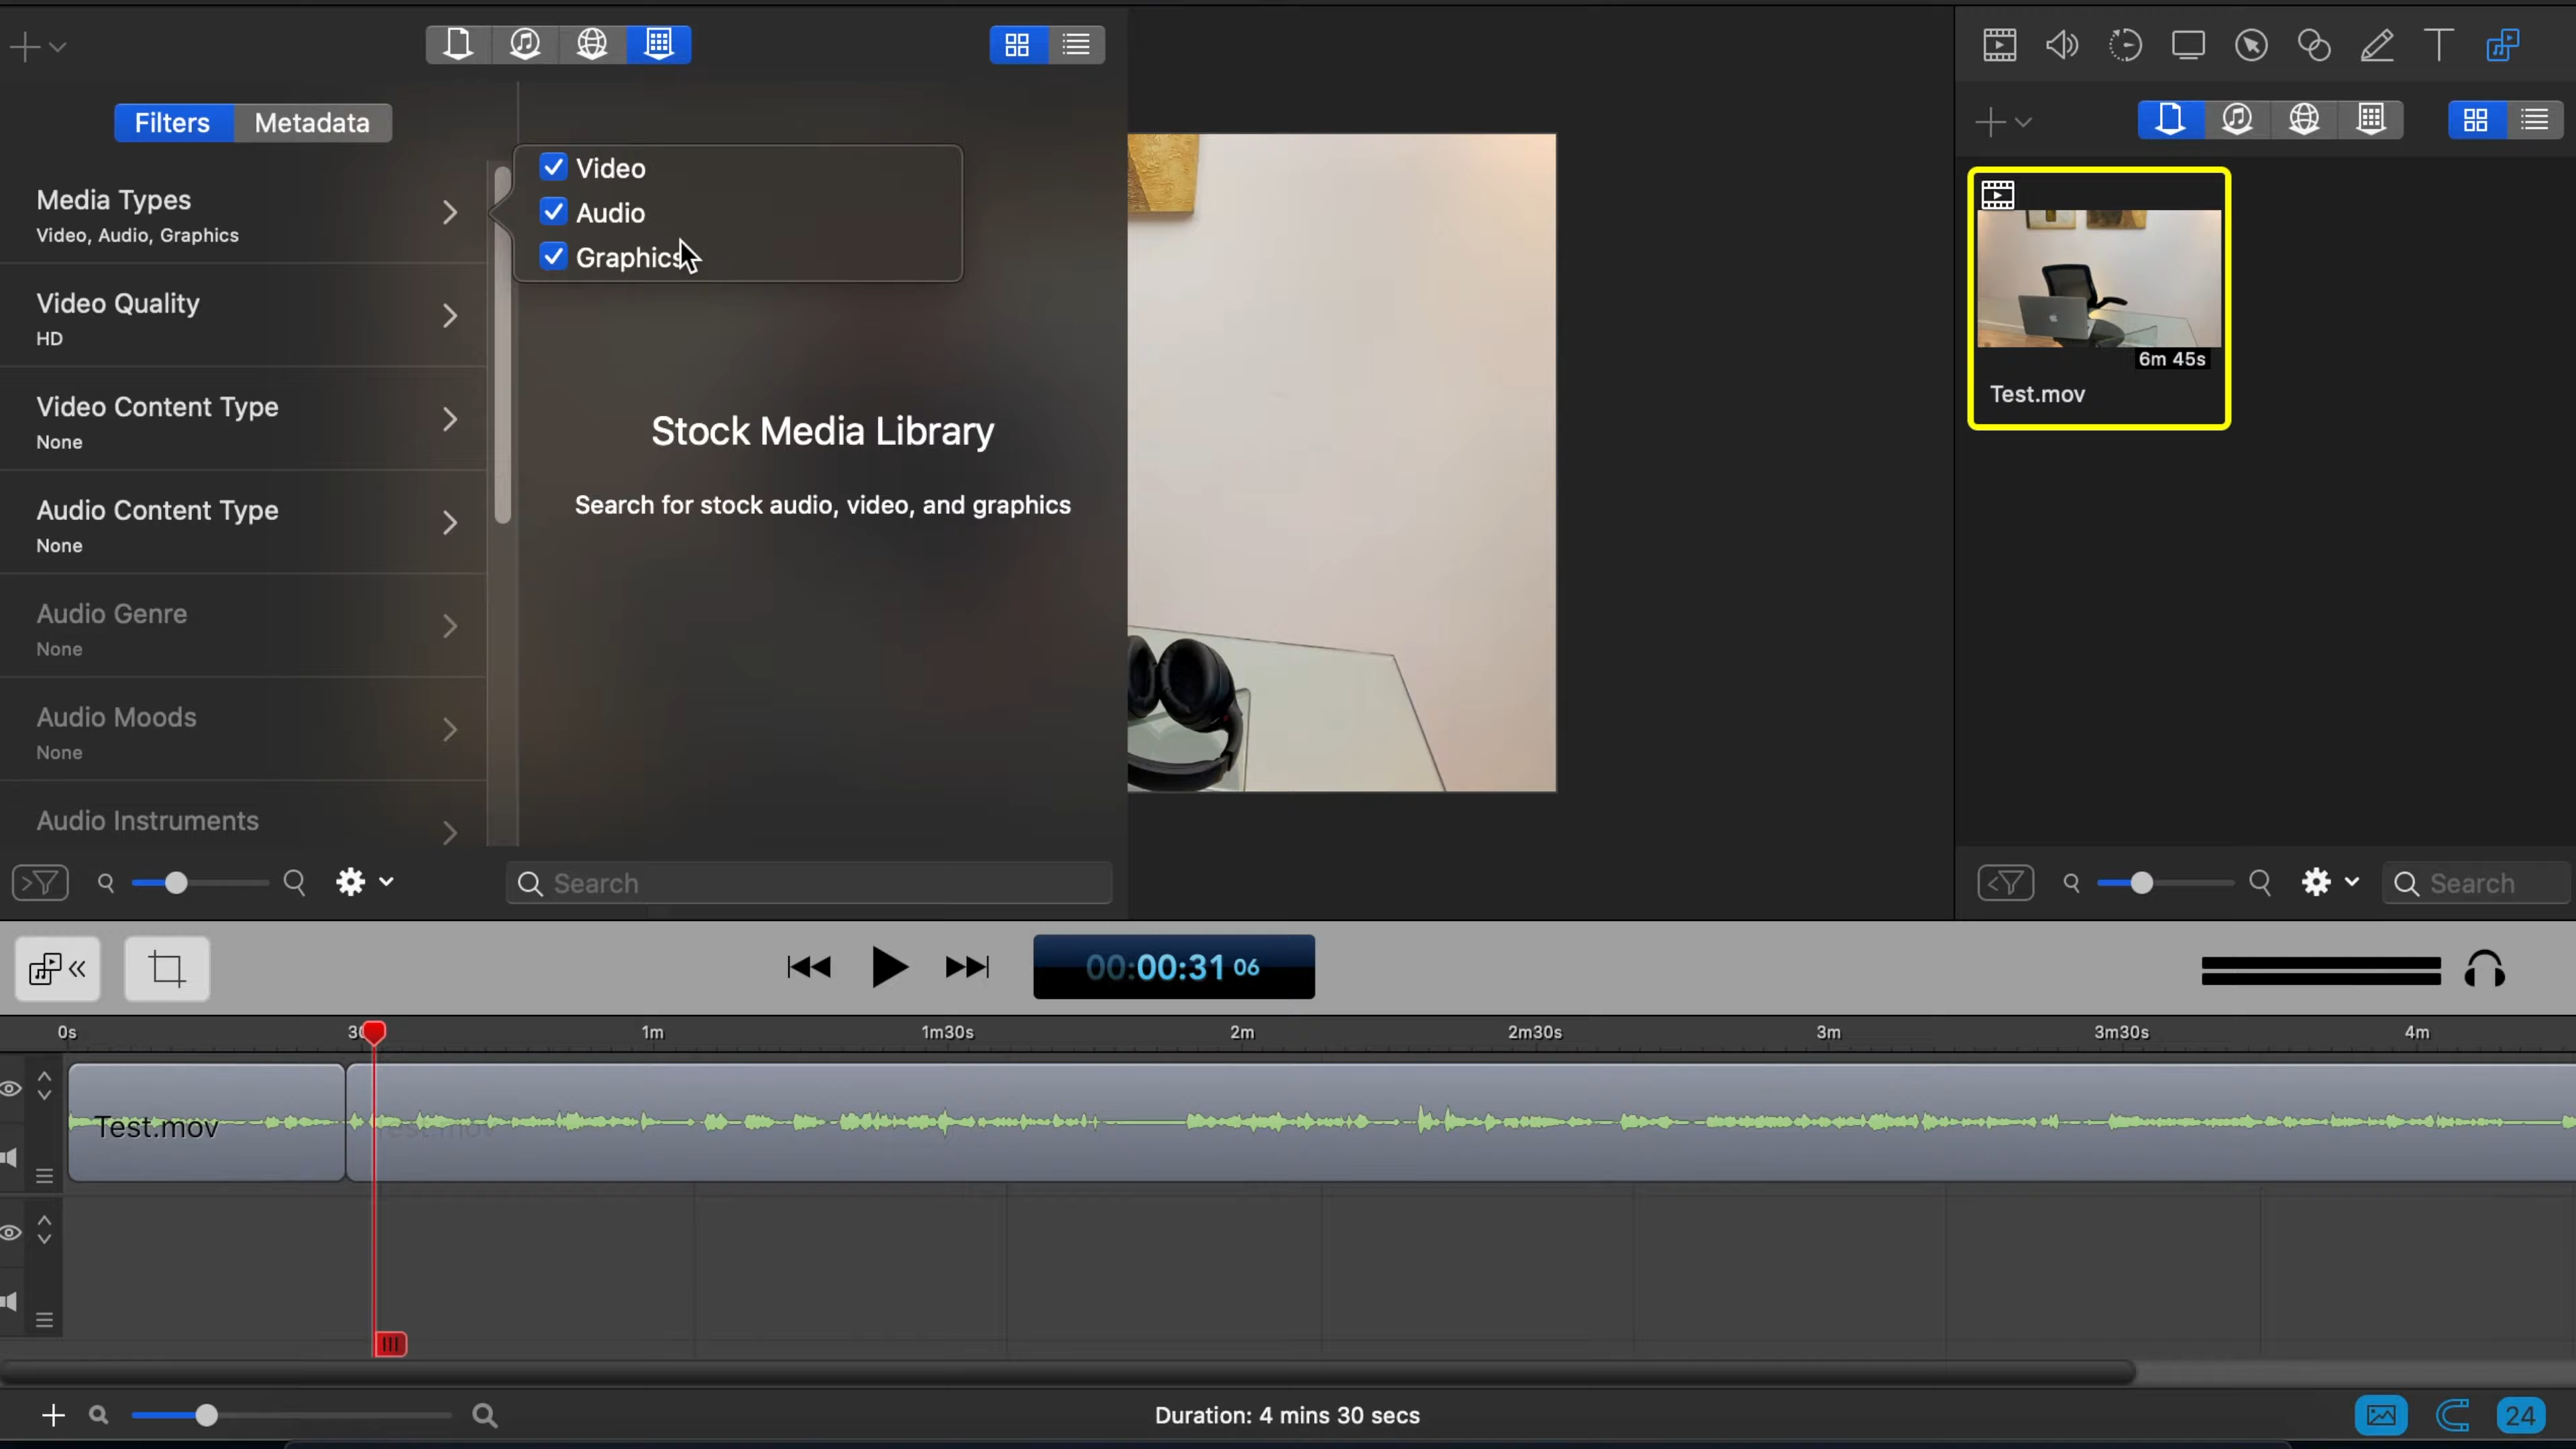 Filters Metadata
Media Types
Video, Audio, Graphics
Video Quality
HD
Video Content Type
None
Audio Content Type
None
Audio Genre
None
Audio Moods
None
Audio Instruments
Video
Audio
Graphics
Stock Media Library
Search for stock audio, video, and graphics
Search
6m 45s
Test.mov
Search
00:00:31 06
0s 30 1m 1m30s 2m 2m30s 3m 3m30s 4m
Test.mov Test.mov
Duration: 4 mins 30 secs
24